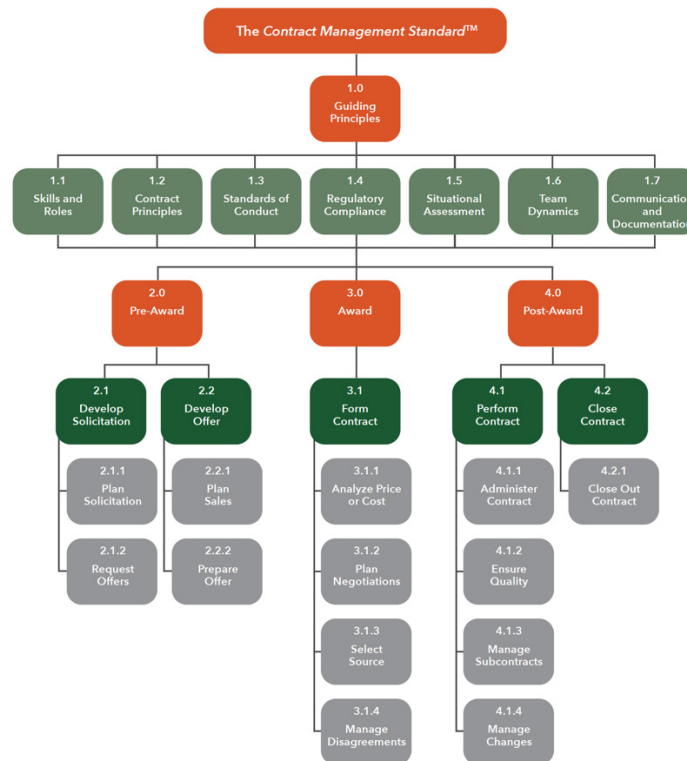 The Contract Management Standard™
1.0
Guiding
Principles
1.1
Skills and
Roles
1.2
Contract
Principles
1.3
Standards of
Conduct
1.4
Regulatory
Compliance
1.5
Situational
Assessment
1.6
Team
Dynamics
1.7
Communication
and
Documentation
2.0
Pre-Award
3.0
Award
4.0
Post-Award
2.1
Develop
Solicitation
2.2
Develop
Offer
3.1
Form
Contract
4.1
Perform
Contract
4.2
Close
Contract
2.1.1
Plan
Solicitation
2.2.1
Plan
Sales
3.1.1
Analyze Price
or Cost
4.1.1
Administer
Contract
4.2.1
Close Out
Contract
2.1.2
Request
Offers
2.2.2
Prepare
Offer
3.1.2
Plan
Negotiations
4.1.2
Ensure
Quality
3.1.3
Select
Source
4.1.3
Manage
Subcontracts
3.1.4
Manage
Disagreements
4.1.4
Manage
Changes